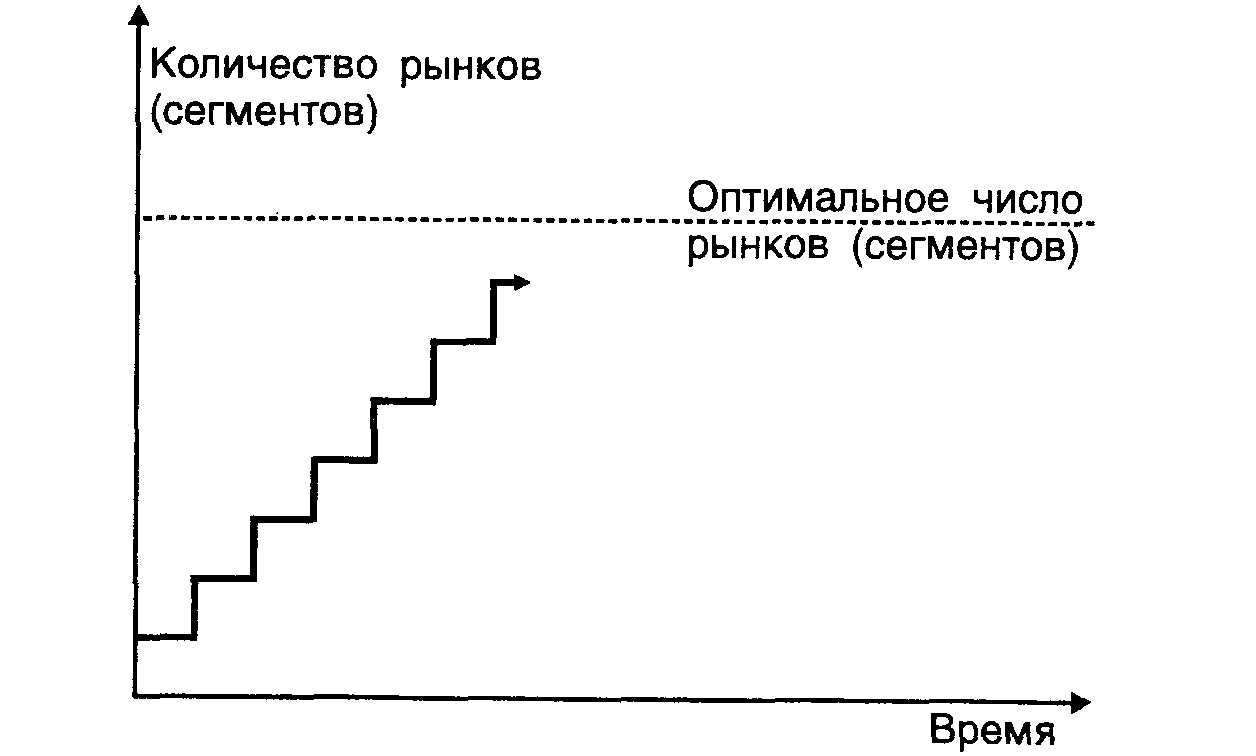 Количество рынков
(сегментов)
Оптимальное число
рынков (сегментов)
Время